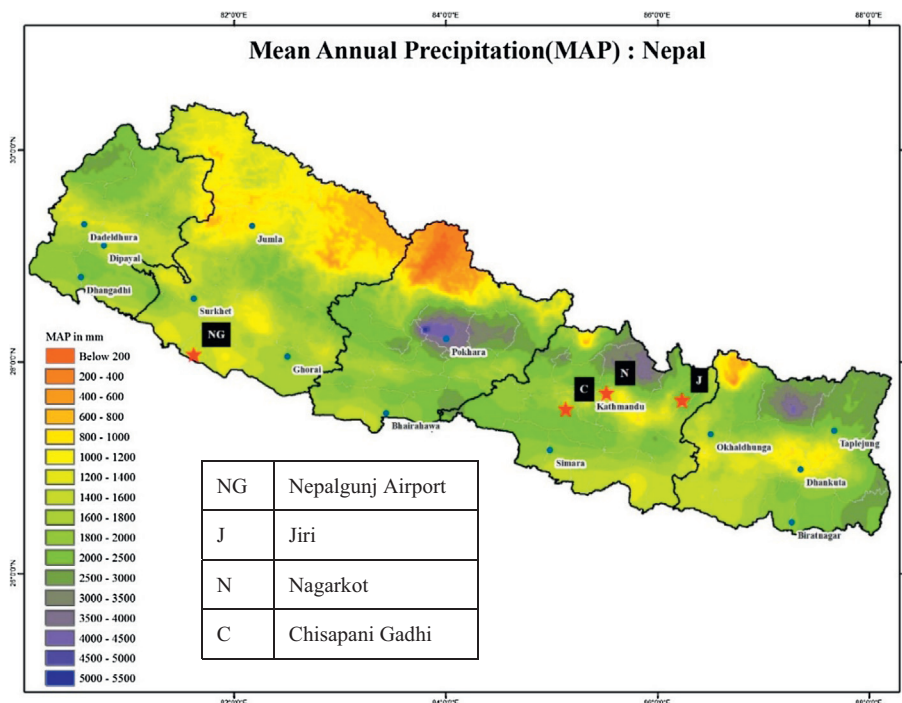 82°0'0"E 84°0'0"E 86°0'0"E 88°0'0"E
Mean Annual Precipitation(MAP) : Nepal
Dadeldhura
Dipayal
Jumla
Dhangadhi
Surkhet
NG
Ghorai
Pokhara
Bhairahawa
C
N
J
Kathmandu
Simara
Okhaldhunga
Taplejung
Dhankuta
Biratnagar
MAP in mm
Below 200
200 - 400
400 - 600
600 - 800
800 - 1000
1000 - 1200
1200 - 1400
1400 - 1600
1600 - 1800
1800 - 2000
2000 - 2500
2500 - 3000
3000 - 3500
3500 - 4000
4000 - 4500
4500 - 5000
5000 - 5500
NG Nepalgunj Airport
J Jiri
N Nagarkot
C Chisapani Gadhi